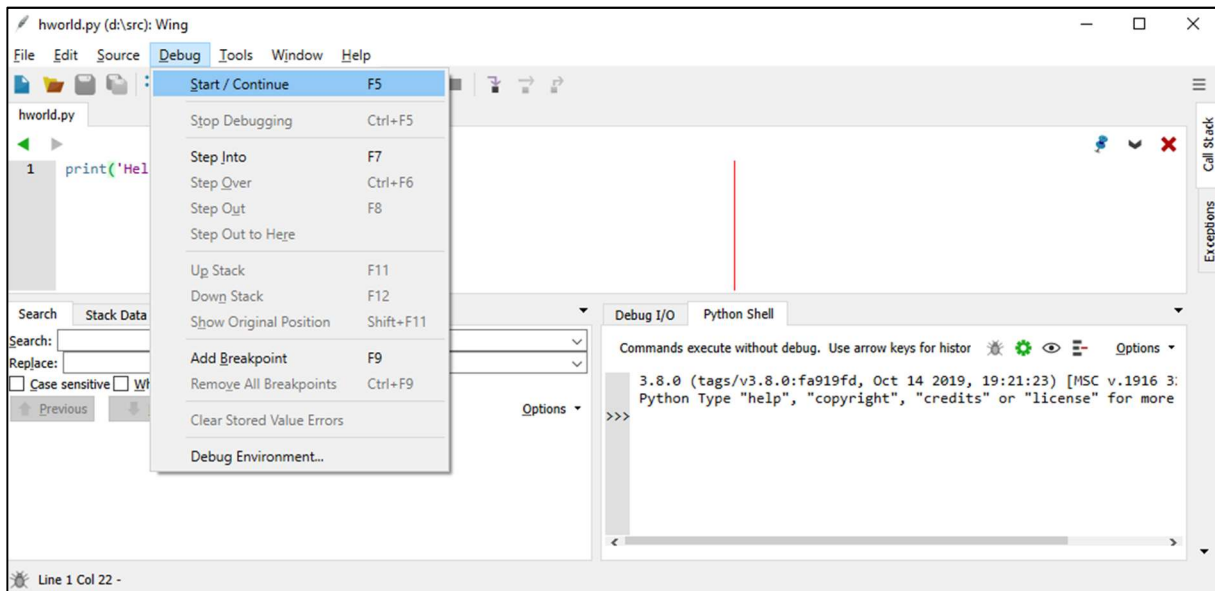 hworld.py (d:\src): Wing
File Edit Source Debug Tools Window Help
Start / Continue F5
hworld.py
Stop Debugging Ctrl+F5
Step Into F7
1 print('Hel
Step Over Ctrl+F6
Step Out F8
Step Out to Here
Up Stack F11
Down Stack F12
Show Original Position Shift+F11
Add Breakpoint F9
Remove All Breakpoints Ctrl+F9
Clear Stored Value Errors
Debug Environment...
Call Stack
Exceptions
Search Stack Data
Search:
Replace:
Case sensitive Wh
Previous
Options
Debug I/O Python Shell
Commands execute without debug. Use arrow keys for histor Options
3.8.0 (tags/v3.8.0:fa919fd, Oct 14 2019, 19:21:23) [MSC v.1916 3
Python Type "help", "copyright", "credits" or "license" for more
>>>
Line 1 Col 22 -